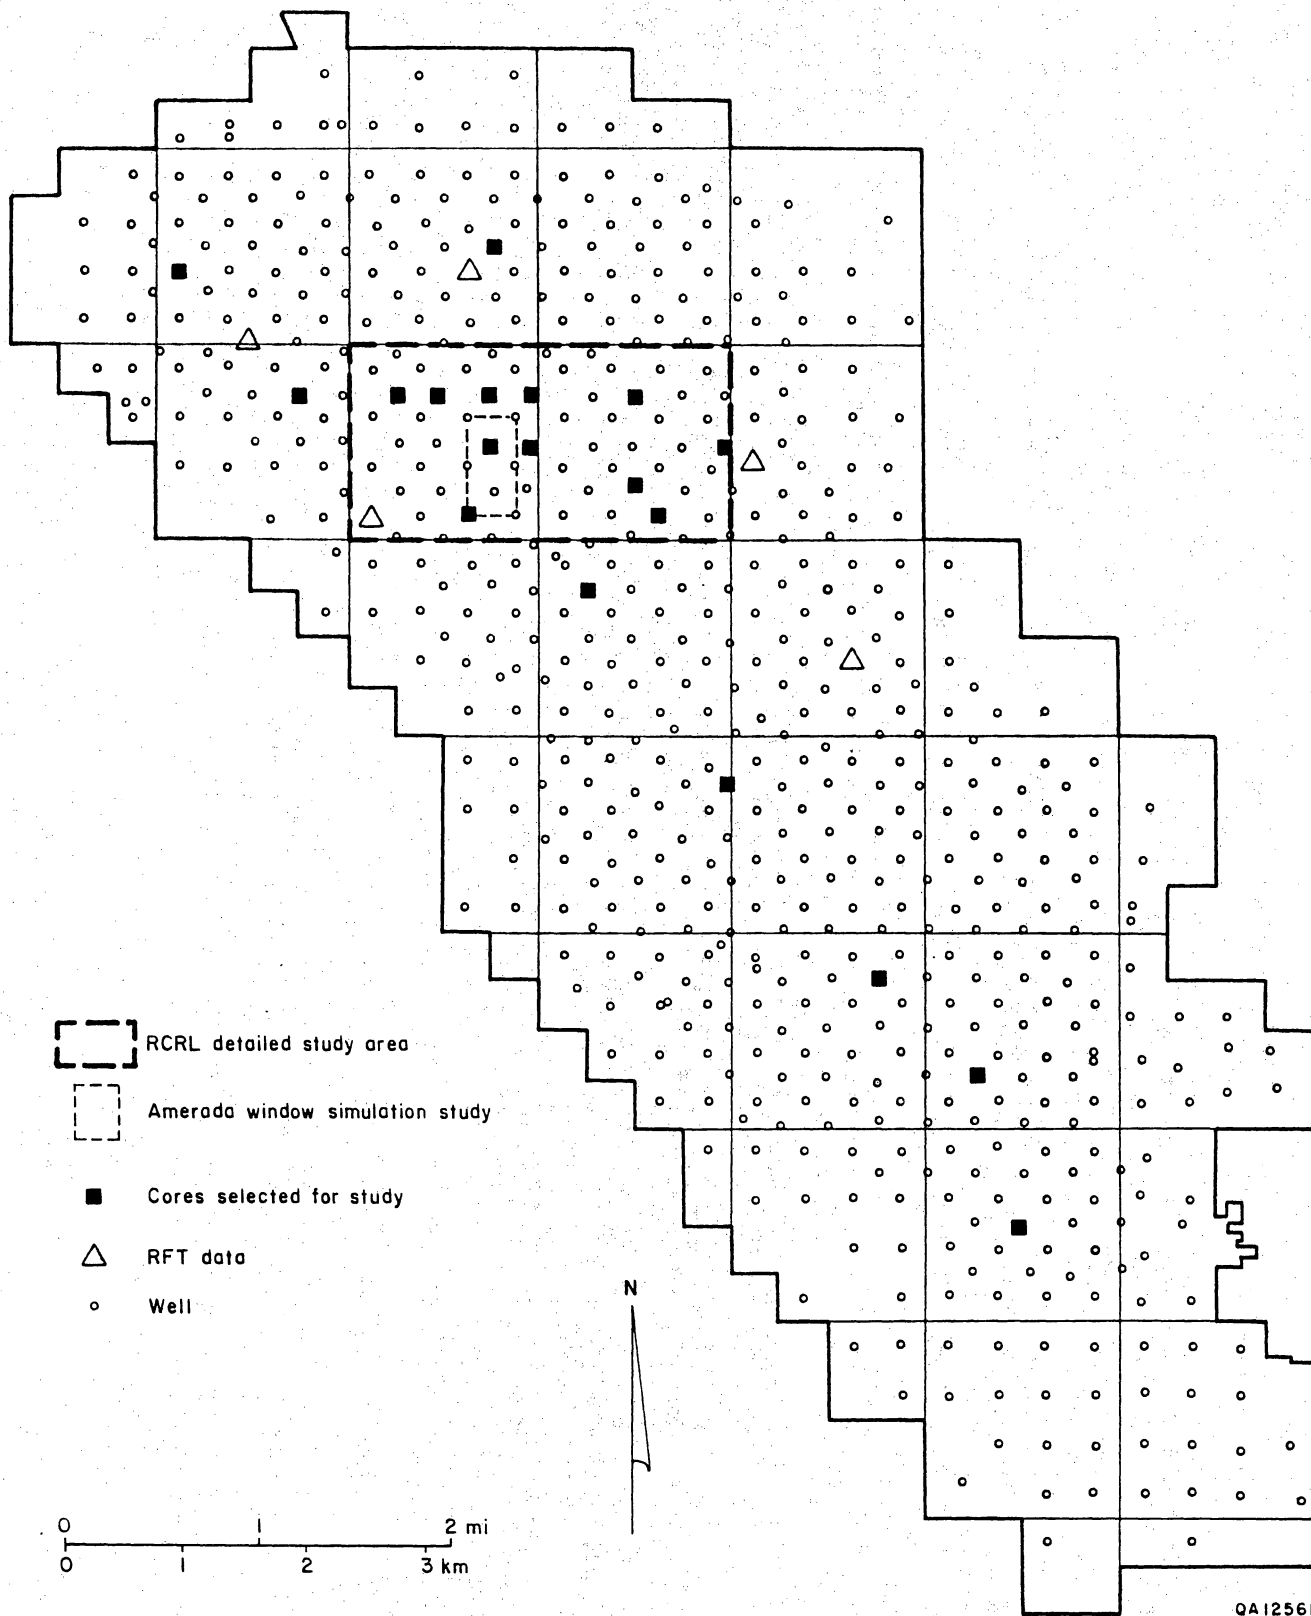 RCRL detailed study area
Amerada window simulation study
Cores selected for study
RFT data
Well
N
0 1 2 mi
0 1 2 3 km
QA12561